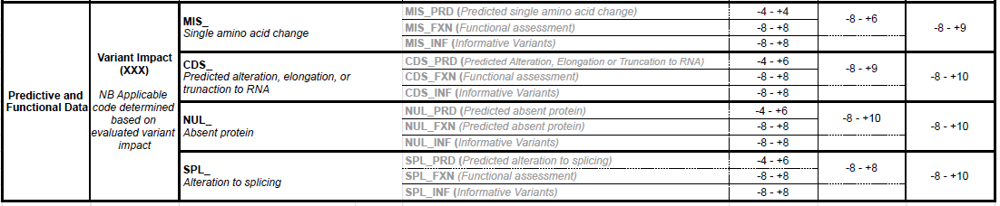 Predictive and
Functional Data
Variant Impact
(XXX)
NB Applicable
code determined
based on
evaluated variant
impact
MIS_
Single amino acid change
MIS_PRD (Predicted single amino acid change)
-4 - +4
MIS_FXN (Functional assessment)
-8 - +8
MIS_INF (Informative Variants)
-8 - +8
-8 - +6
-8 - +9
CDS_
Predicted alteration, elongation, or
trunaction to RNA
CDS_PRD (Predicted Alteration, Elongation or Truncation to RNA)
-4 - +6
CDS_FXN (Functional assessment)
-8 - +8
CDS_INF (Informative Variants)
-8 - +8
-8 - +9
-8 - +10
NUL_
Absent protein
NUL_PRD (Predicted absent protein)
-4 - +6
NUL_FXN (Predicted absent protein)
-8 - +8
NUL_INF (Informative Variants)
-8 - +8
-8 - +10
-8 - +10
SPL_
Alteration to splicing
SPL_PRD (Predicted alteration to splicing)
-4 - +6
SPL_FXN (Functional assessment)
-8 - +8
SPL_INF (Informative Variants)
-8 - +8
-8 - +8
-8 - +10